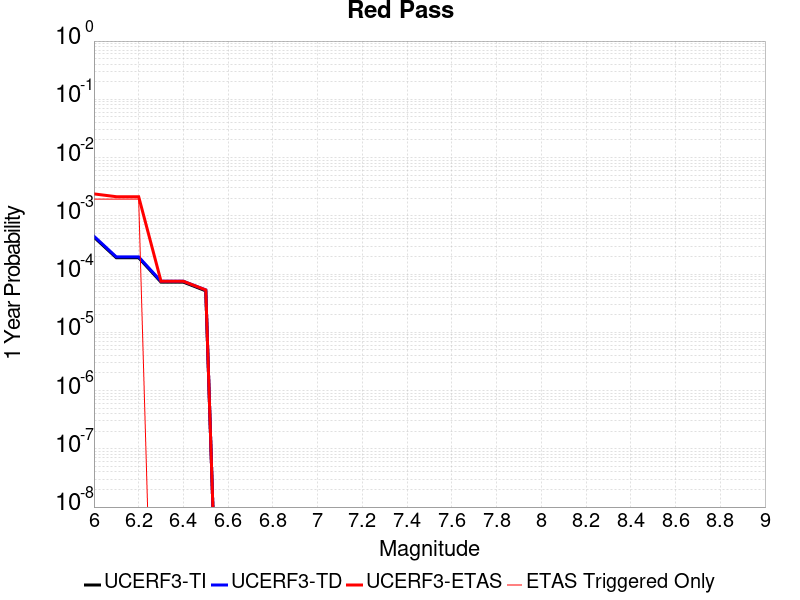 Red Pass
10^0
10^-1
10^-2
10^-3
10^-4
10^-5
10^-6
10^-7
10^-8
1 Year Probability
6 6.2 6.4 6.6 6.8 7 7.2 7.4 7.6 7.8 8 8.2 8.4 8.6 8.8 9
Magnitude
UCERF3-TI UCERF3-TD UCERF3-ETAS ETAS Triggered Only